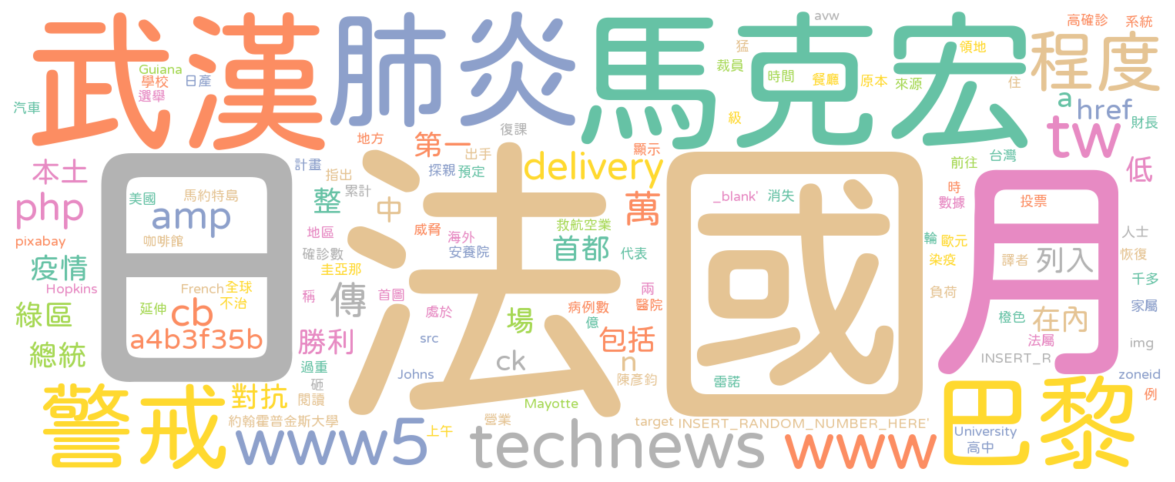 武漢
肺炎
馬克宏
程度
avw
猛
裁員
時間
餐廳
原本
來源
領地
高確診
系統
住
級
Guiana
學校
日產
選舉
汽車
a
href
tw
財長
本土
php
pixabay
疫情
Hopkins
綠區
總統
日
美國
馬約特島
amp
咖啡館
French
全球
延伸
不治
cb
a4b3f35b
地方
第一
出手
復課
計畫
指出
累計
探親
預定
整
中
地區
確診數
圭亞那
稱
傳
首圖
勝利
過重
砸
閱讀
法
delivery
顯示
威脅
海外
安養院
萬
救航空業
首都
代表
處於
src
場
病例數
億
兩
醫院
包括
n
ck
Johns
陳彥鈞
Mayotte
營業
國
_blank'
消失
雷諾
月
前往
台灣
時
數據
投票
低
輪
歐元
染疫
譯者
列入
人士
恢復
負荷
千多
橙色
在內
家屬
法屬
INSERT_R
img
zoneid
例
警戒
對抗
約翰霍普金斯大學
www5
上午
technews
target
INSERT_RANDOM_NUMBER_HERE'
www
巴黎
University
高中